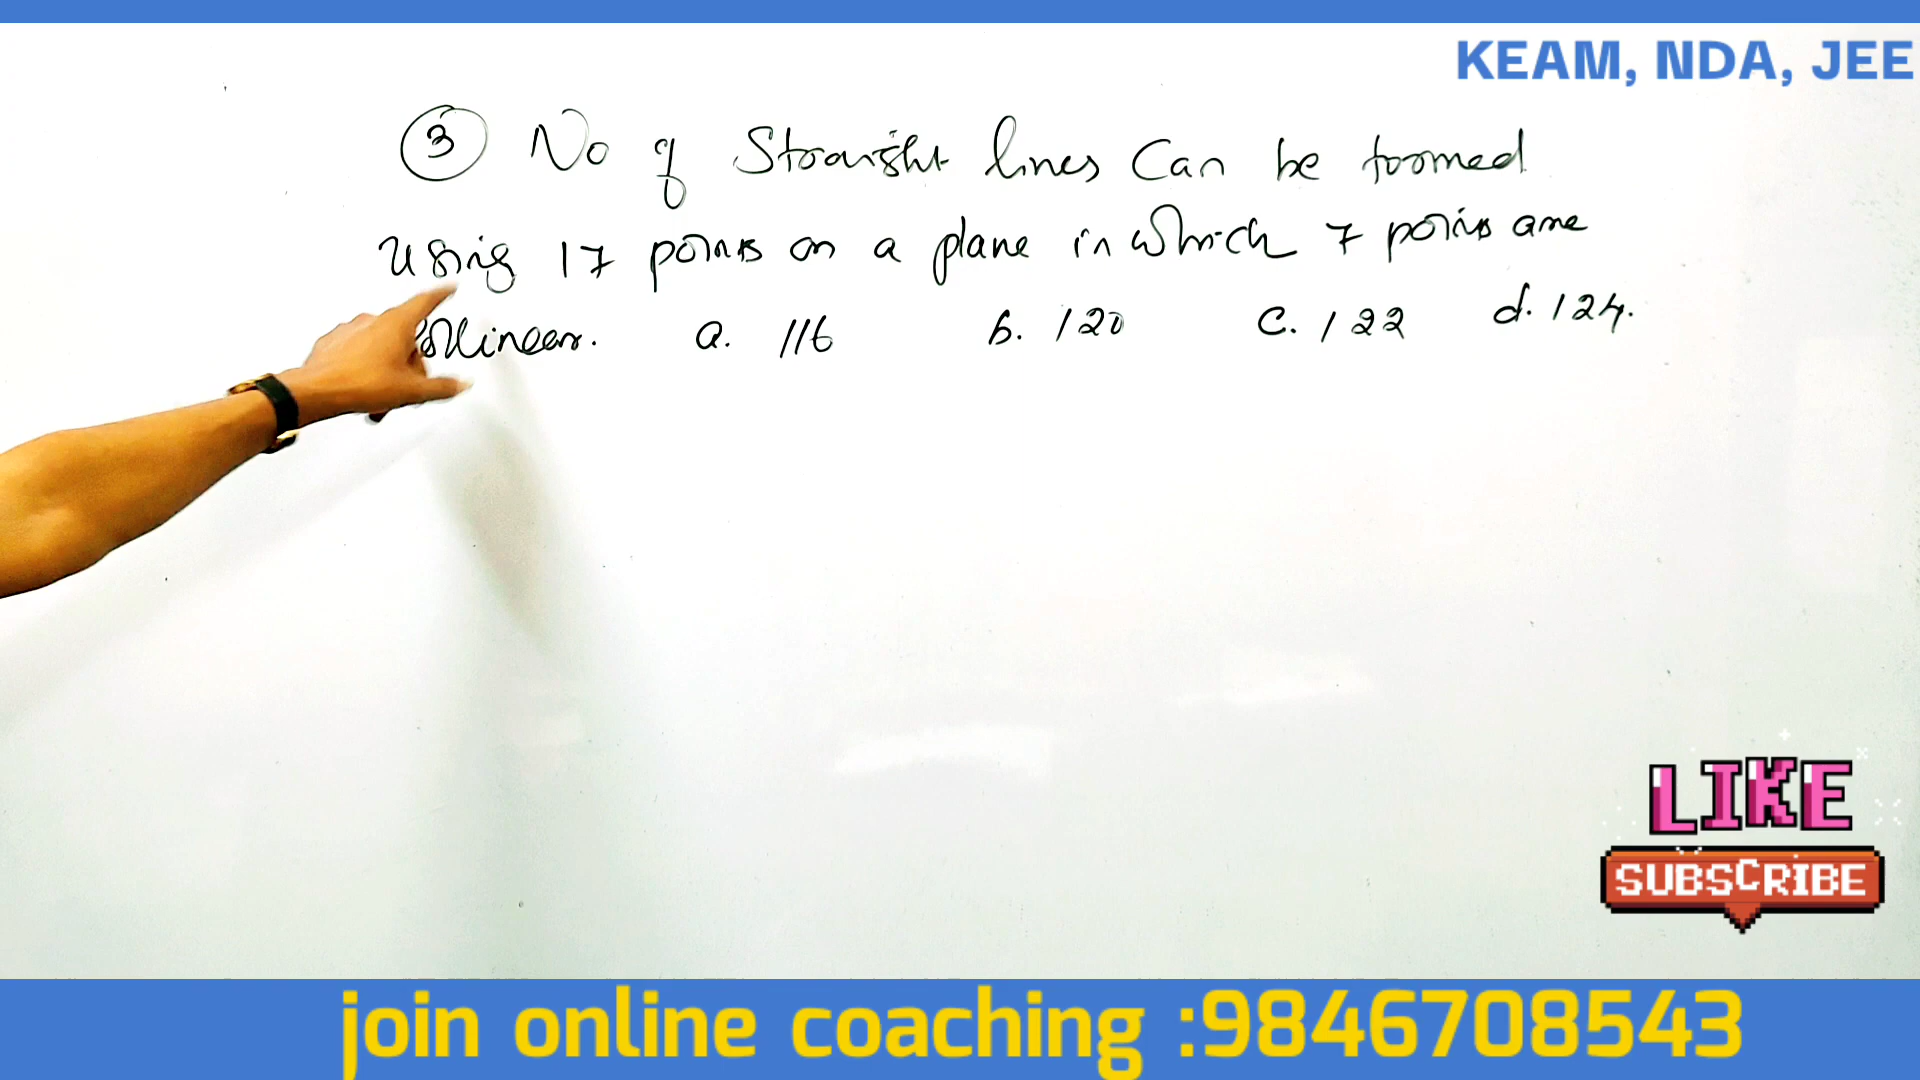 KEAM, NDA, JEE
③ No of Straight lines Can be formed
using 17 points on a plane in which 7 points are
Collinear. a. 116 b. 120 c. 122 d. 124.
LIKE
SUBSCRIBE
join online coaching :9846708543